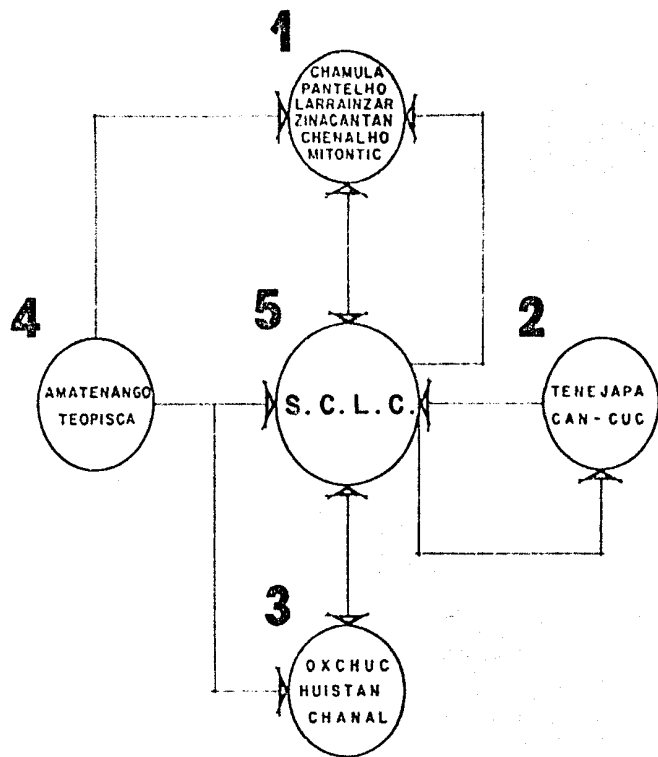 1
CHAMULA
PANTELHO
LARRAINZAR
ZINACANTAN
CHENALHO
MITONTIC
4
AMATENANGO
TEOPISCA
5
S. C. L. C.
2
TENEJAPA
CAN - CUC
3
OXCHUC
HUISTAN
CHANAL